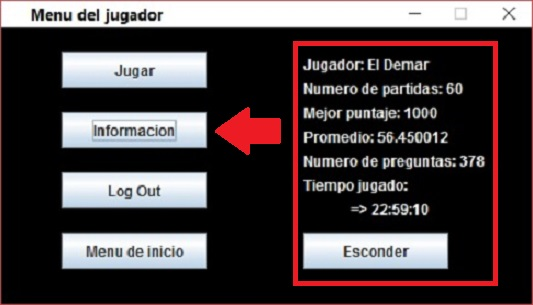 Menu del jugador
Jugar
Informacion
Log Out
Menu de inicio
Jugador: El Demar
Numero de partidas: 60
Mejor puntaje: 1000
Promedio: 56.450012
Numero de preguntas: 378
Tiempo jugado:
=> 22:59:10
Esconder